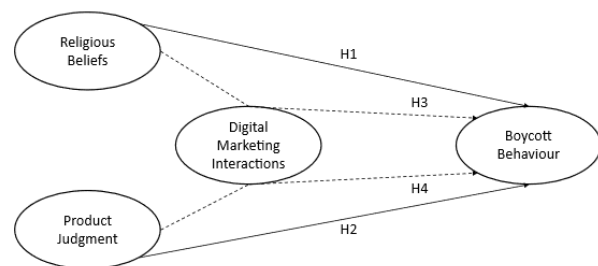 Religious
Beliefs
H1
H3
Digital
Marketing
Interactions
Boycott
Behaviour
H4
Product
Judgment
H2